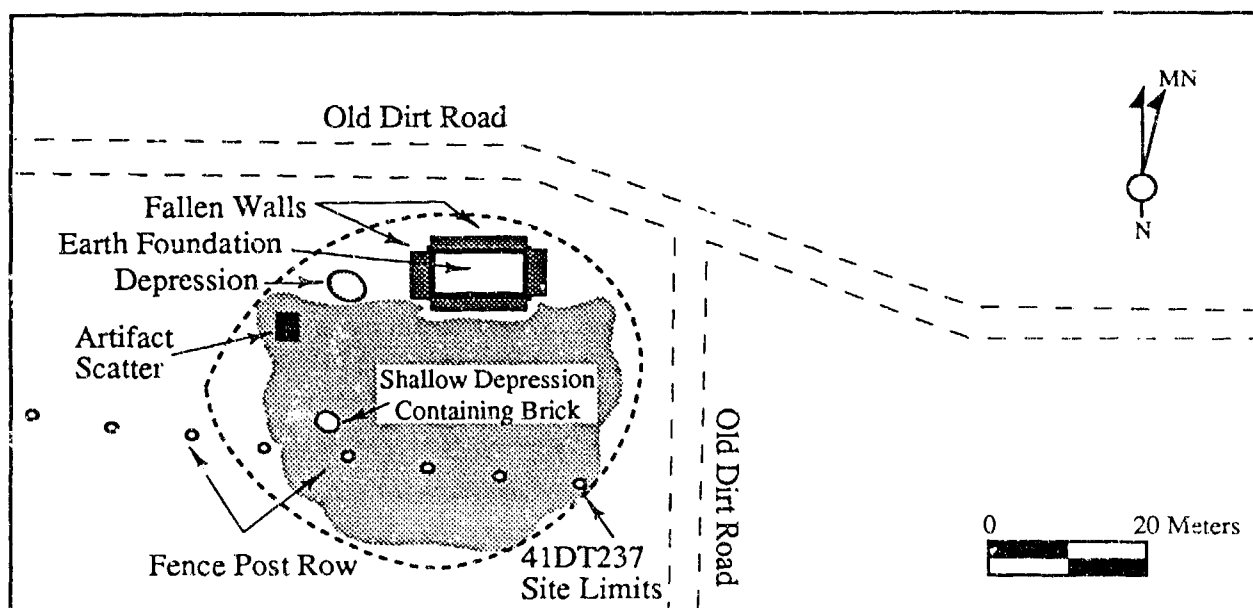 MN
N
Old Dirt Road
Fallen Walls
Earth Foundation
Depression
Artifact
Scatter
Shallow Depression
Containing Brick
Old Dirt Road
Fence Post Row
41DT237
Site Limits
0 20 Meters